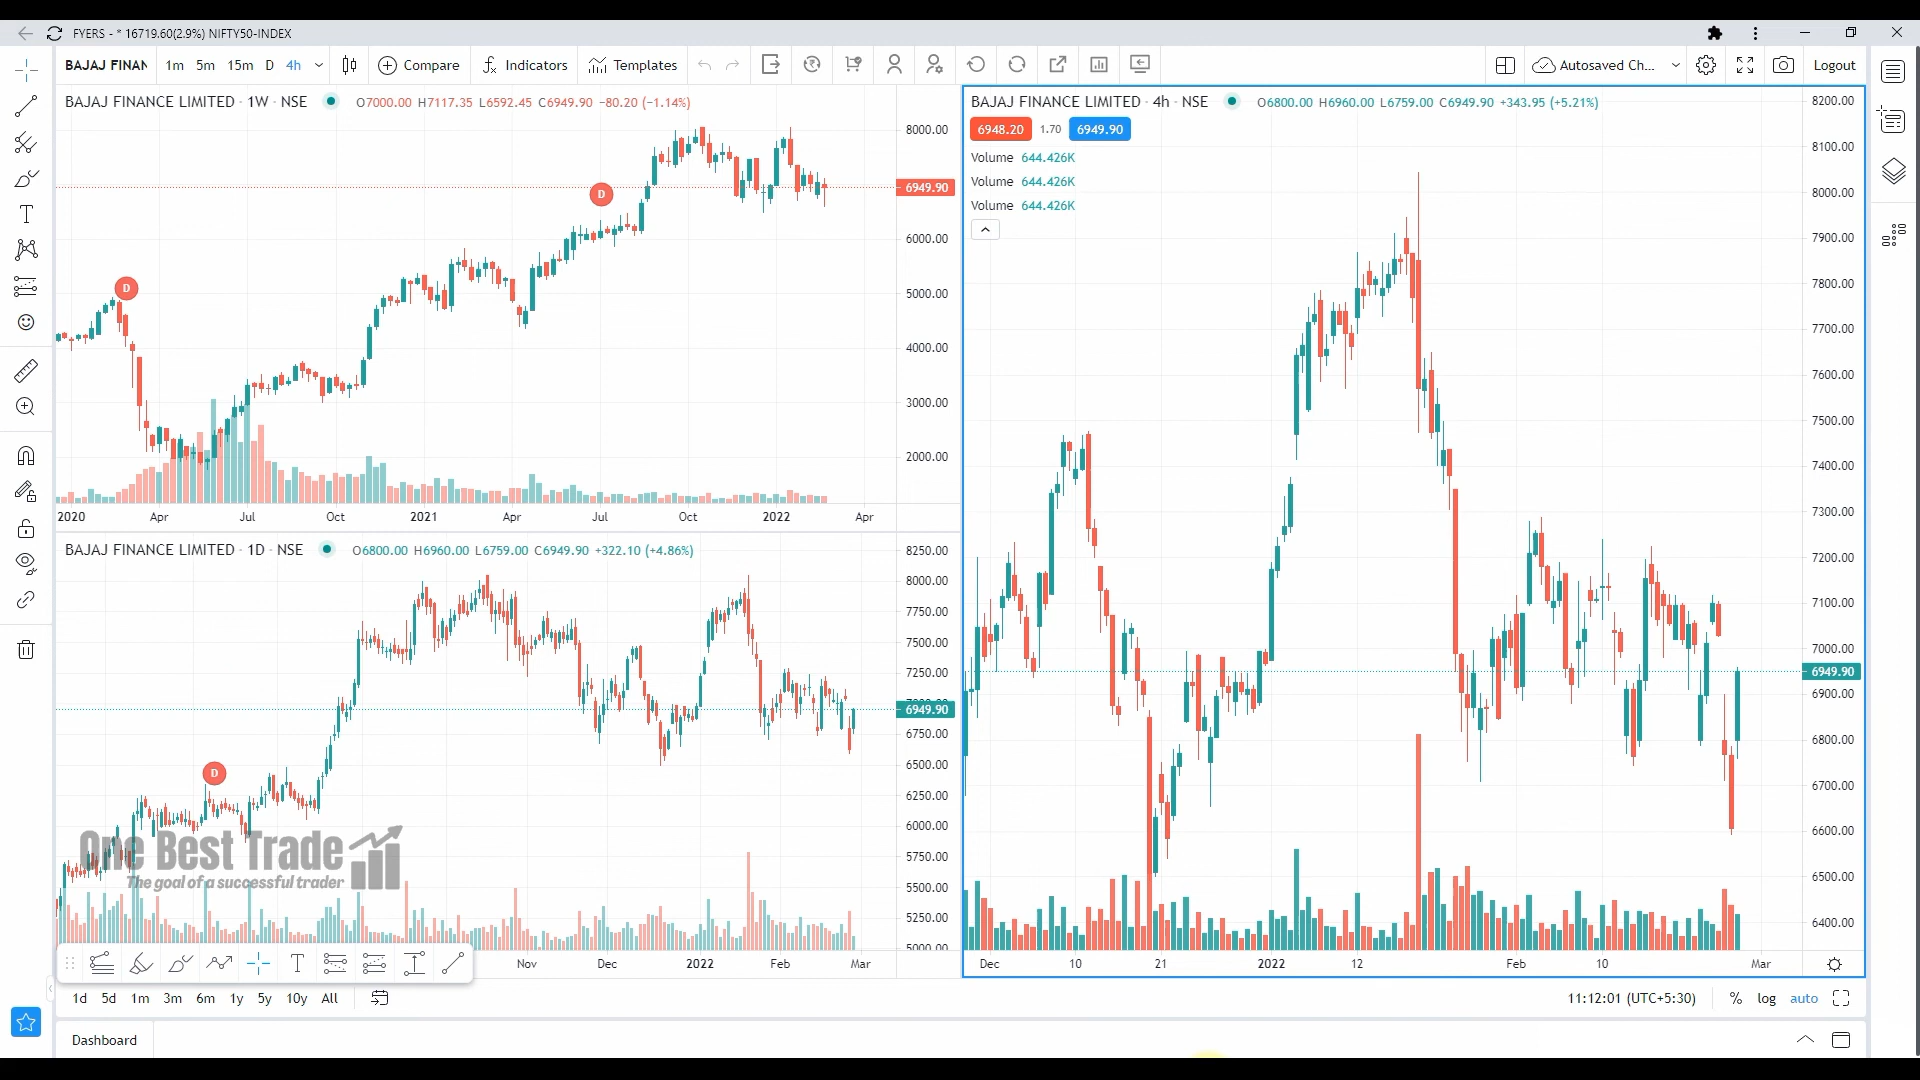 FYERS - * 16719.60(2.9%) NIFTY50-INDEX
BAJAJ FINAN 1m 5m 15m D 4h Compare Indicators Templates Autosaved Ch... Logout
BAJAJ FINANCE LIMITED · 1W · NSE O7000.00 H7117.35 L6592.45 C6949.90 −80.20 (−1.14%)
8000.00
6949.90
6000.00
5000.00
4000.00
3000.00
2000.00
D
D
2020 Apr Jul Oct 2021 Apr Jul Oct 2022 Apr
BAJAJ FINANCE LIMITED · 1D · NSE O6800.00 H6960.00 L6759.00 C6949.90 +322.10 (+4.86%)
8250.00
8000.00
7750.00
7500.00
7250.00
7000.00
6949.90
6750.00
6500.00
6250.00
6000.00
5750.00
5500.00
5250.00
5000.00
D
One Best Trade
The goal of a successful trader
Nov Dec 2022 Feb Mar
BAJAJ FINANCE LIMITED · 4h · NSE O6800.00 H6960.00 L6759.00 C6949.90 +343.95 (+5.21%)
6948.20 1.70 6949.90
Volume 644.426K
Volume 644.426K
Volume 644.426K
8200.00
8100.00
8000.00
7900.00
7800.00
7700.00
7600.00
7500.00
7400.00
7300.00
7200.00
7100.00
7000.00
6949.90
6900.00
6800.00
6700.00
6600.00
6500.00
6400.00
Dec 10 21 2022 12 Feb 10 Mar
1d 5d 1m 3m 6m 1y 5y 10y All 11:12:01 (UTC+5:30) % log auto
Dashboard